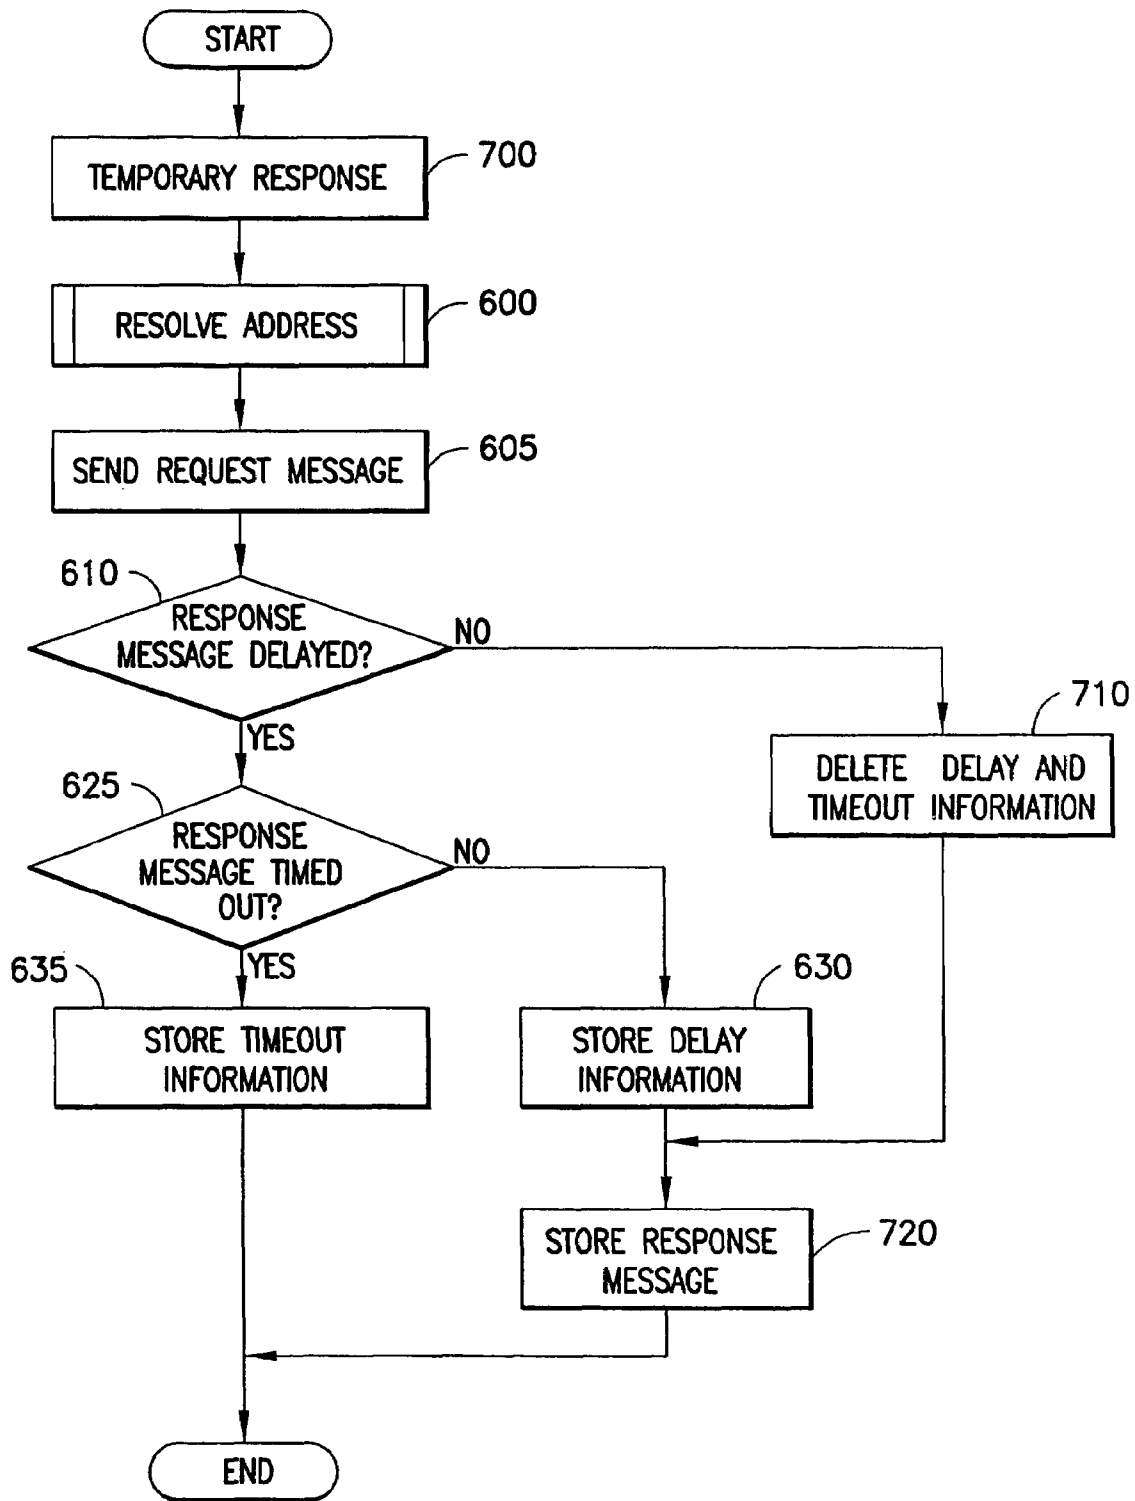 START
TEMPORARY RESPONSE
700
RESOLVE ADDRESS
600
SEND REQUEST MESSAGE
605
610
RESPONSE
MESSAGE DELAYED?
NO
YES
710
DELETE DELAY AND
TIMEOUT INFORMATION
625
RESPONSE
MESSAGE TIMED
OUT?
NO
YES
635
STORE TIMEOUT
INFORMATION
630
STORE DELAY
INFORMATION
STORE RESPONSE
MESSAGE
720
END